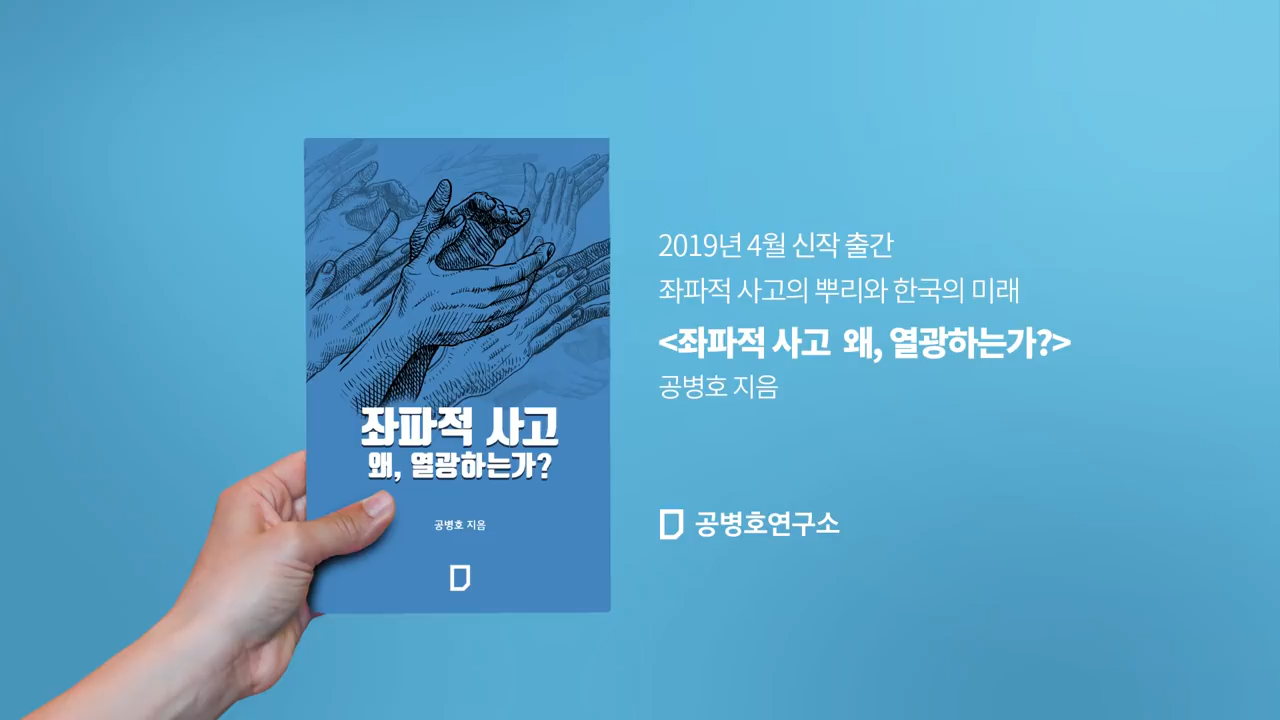 좌파적 사고
왜, 열광하는가?
공병호 지음
2019년 4월 신작 출간
좌파적 사고의 뿌리와 한국의 미래
<좌파적 사고 왜, 열광하는가?>
공병호 지음
공병호연구소